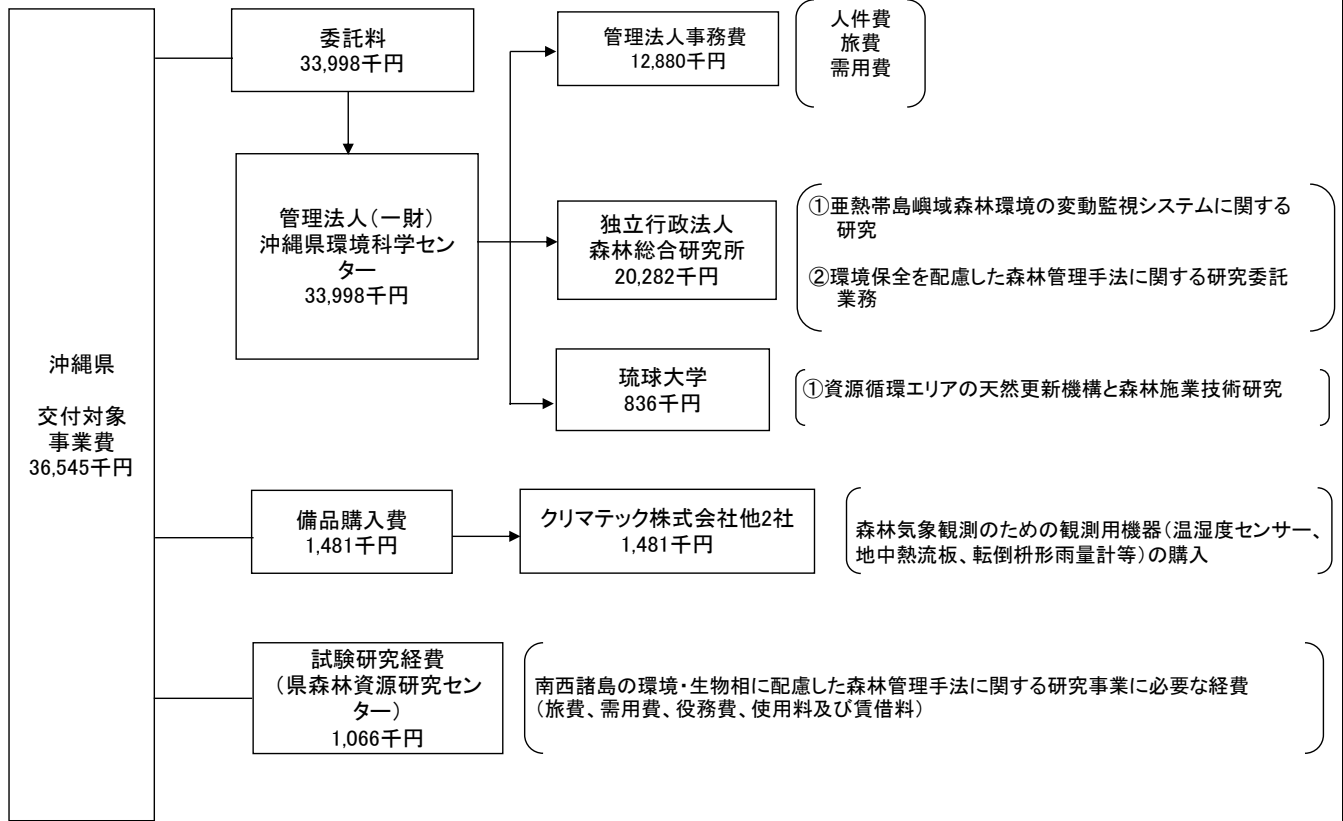 沖縄県
交付対象
事業費
36,545千円
委託料
33,998千円
管理法人(一財)
沖縄県環境科学セン
ター
33,998千円
管理法人事務費
12,880千円
人件費
旅費
需用費
独立行政法人
森林総合研究所
20,282千円
①亜熱帯島嶼域森林環境の変動監視システムに関する
研究
②環境保全を配慮した森林管理手法に関する研究委託
業務
琉球大学
836千円
①資源循環エリアの天然更新機構と森林施業技術研究
備品購入費
1,481千円
クリマテック株式会社他2社
1,481千円
森林気象観測のための観測用機器(温湿度センサー、
地中熱流板、転倒枡形雨量計等)の購入
試験研究経費
(県森林資源研究セン
ター)
1,066千円
南西諸島の環境・生物相に配慮した森林管理手法に関する研究事業に必要な経費
(旅費、需用費、役務費、使用料及び賃借料)